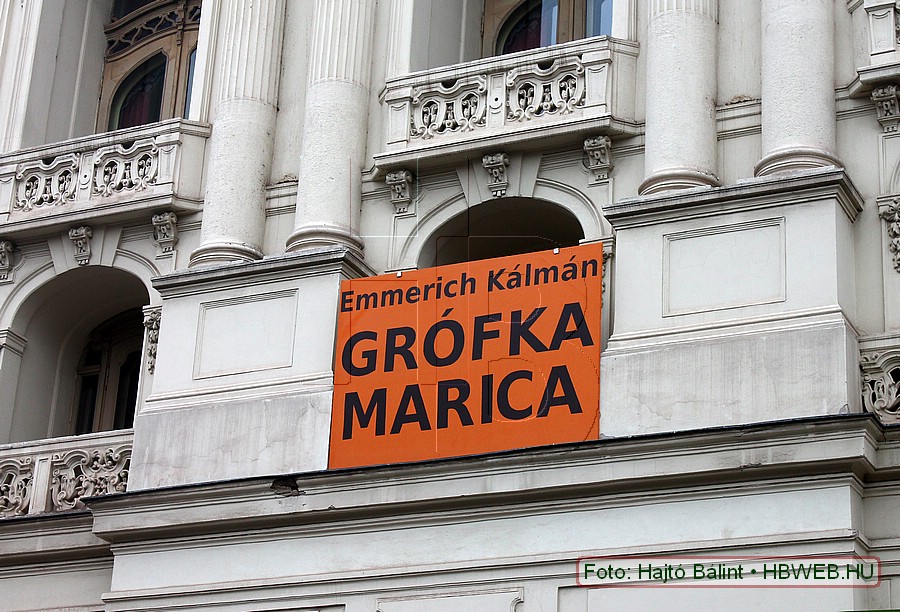 Emmerich Kálmán
GRÓFKA
MARICA
Foto: Hajtó Bálint • HBWEB.HU